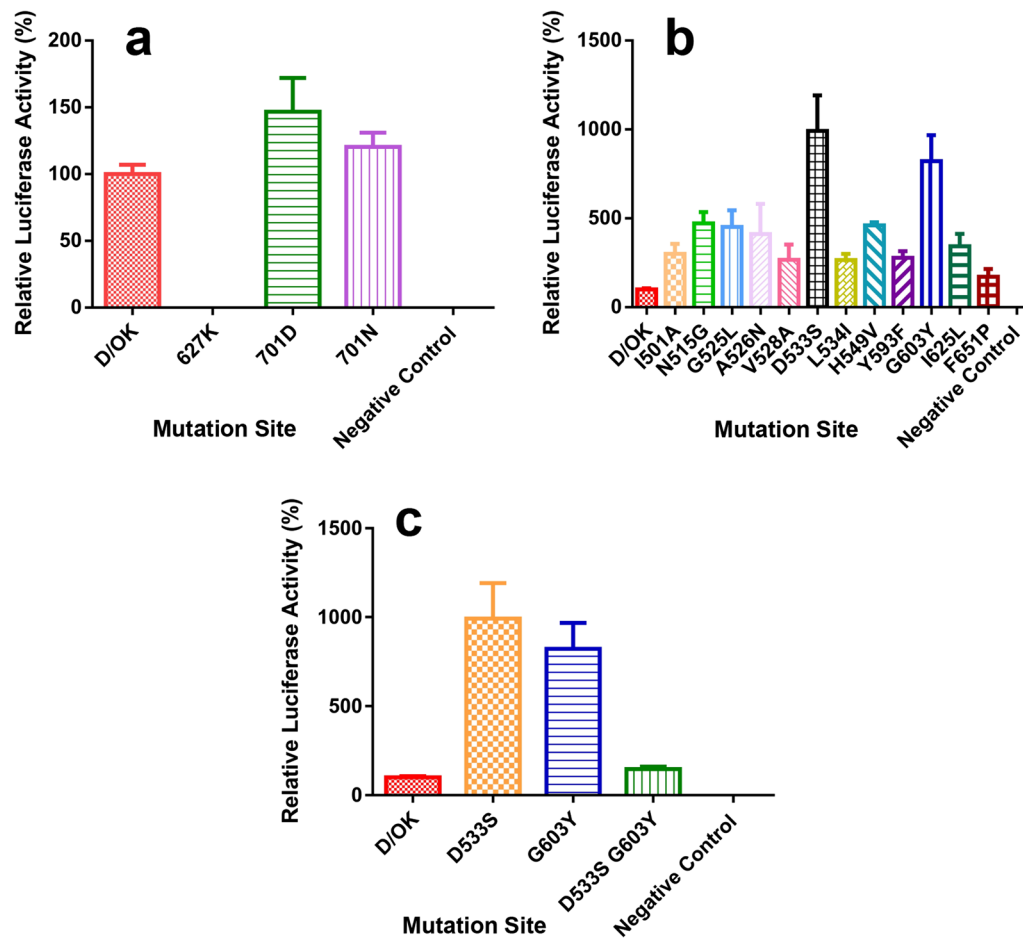 a
Relative Luciferase Activity (%)
200
150
100
50
0
D/OK
627K
701D
701N
Negative Control
Mutation Site
b
Relative Luciferase Activity (%)
1500
1000
500
0
D/OK
I501A
N515G
G525L
A526N
V528A
D533S
L534I
H549V
Y593F
G603Y
I625L
F651P
Negative Control
Mutation Site
c
Relative Luciferase Activity (%)
1500
1000
500
0
D/OK
D533S
G603Y
D533S G603Y
Negative Control
Mutation Site